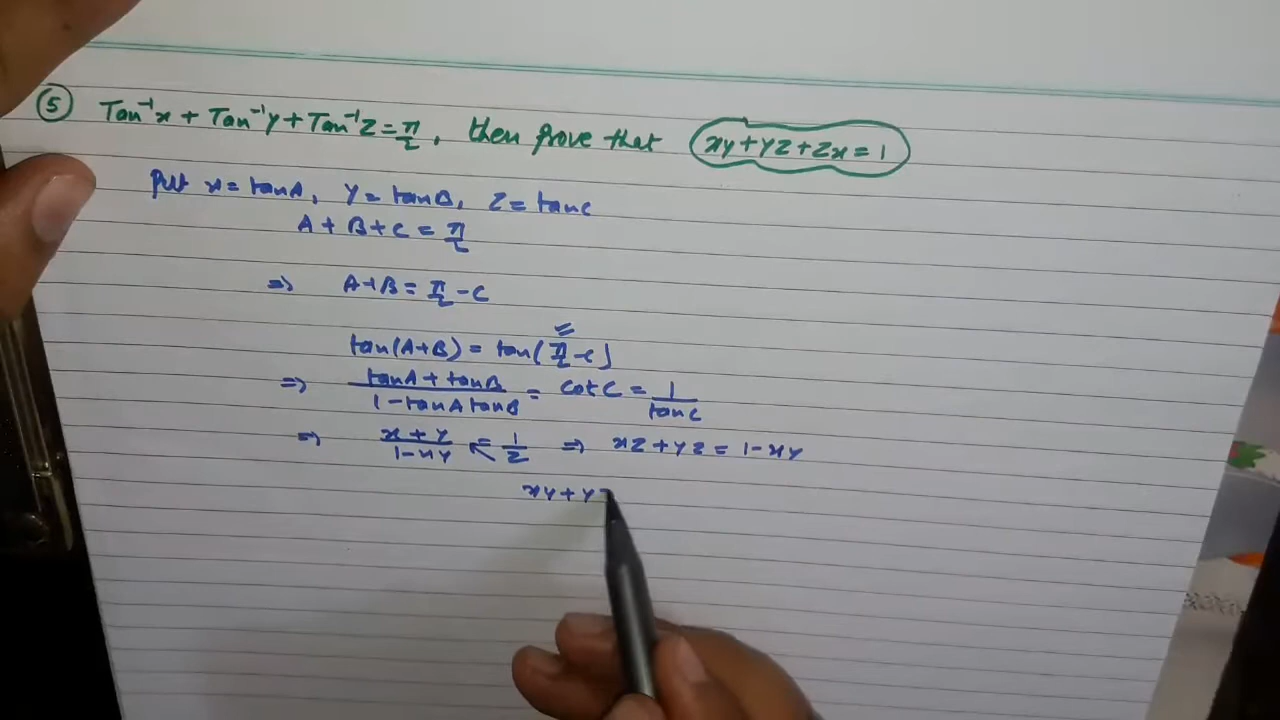 ⑤ Tan⁻¹x + Tan⁻¹y + Tan⁻¹z = π/2, then prove that xy+yz+zx=1
Put x = tanA, y = tanB, z = tanC
A + B + C = π/2
⇒ A+B = π/2 - C
tan(A+B) = tan(π/2 - C)
⇒ (tanA + tanB)/(1-tanA tanB) = cot C = 1/tanC
⇒ (x+y)/(1-xy) = 1/z ⇒ xz + yz = 1-xy
xy + yz